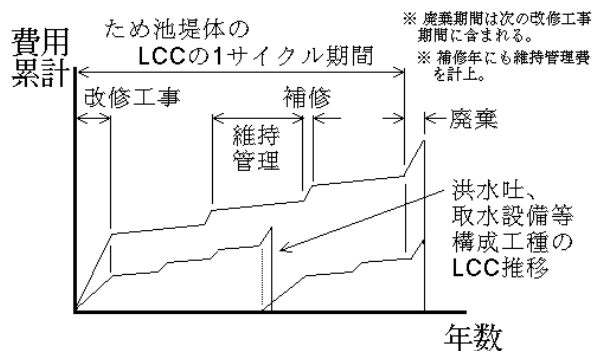 費用
累計
ため池堤体の
LCCの1サイクル期間
※ 廃棄期間は次の改修工事
期間に含まれる。
※ 補修年にも維持管理費
を計上。
改修工事
補修
廃棄
維持
管理
洪水吐、
取水設備等
構成工種の
LCC推移
年数